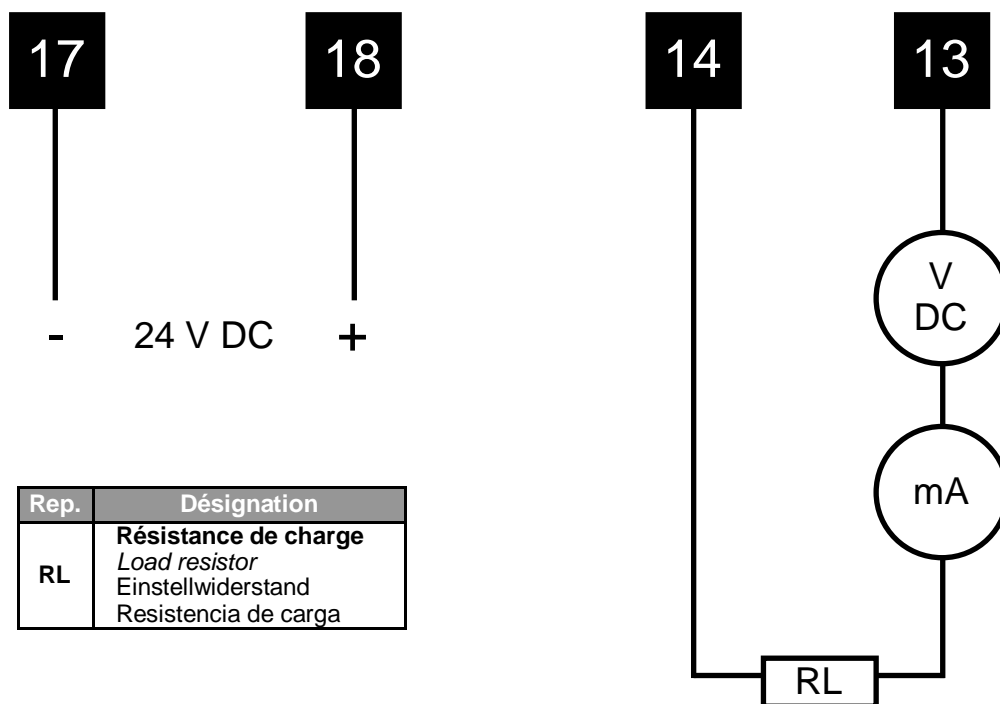 17 18 14 13
V
DC
- 24 V DC +
mA
Rep. Désignation
RL
Résistance de charge
Load resistor
Einstellwiderstand
Resistencia de carga
RL